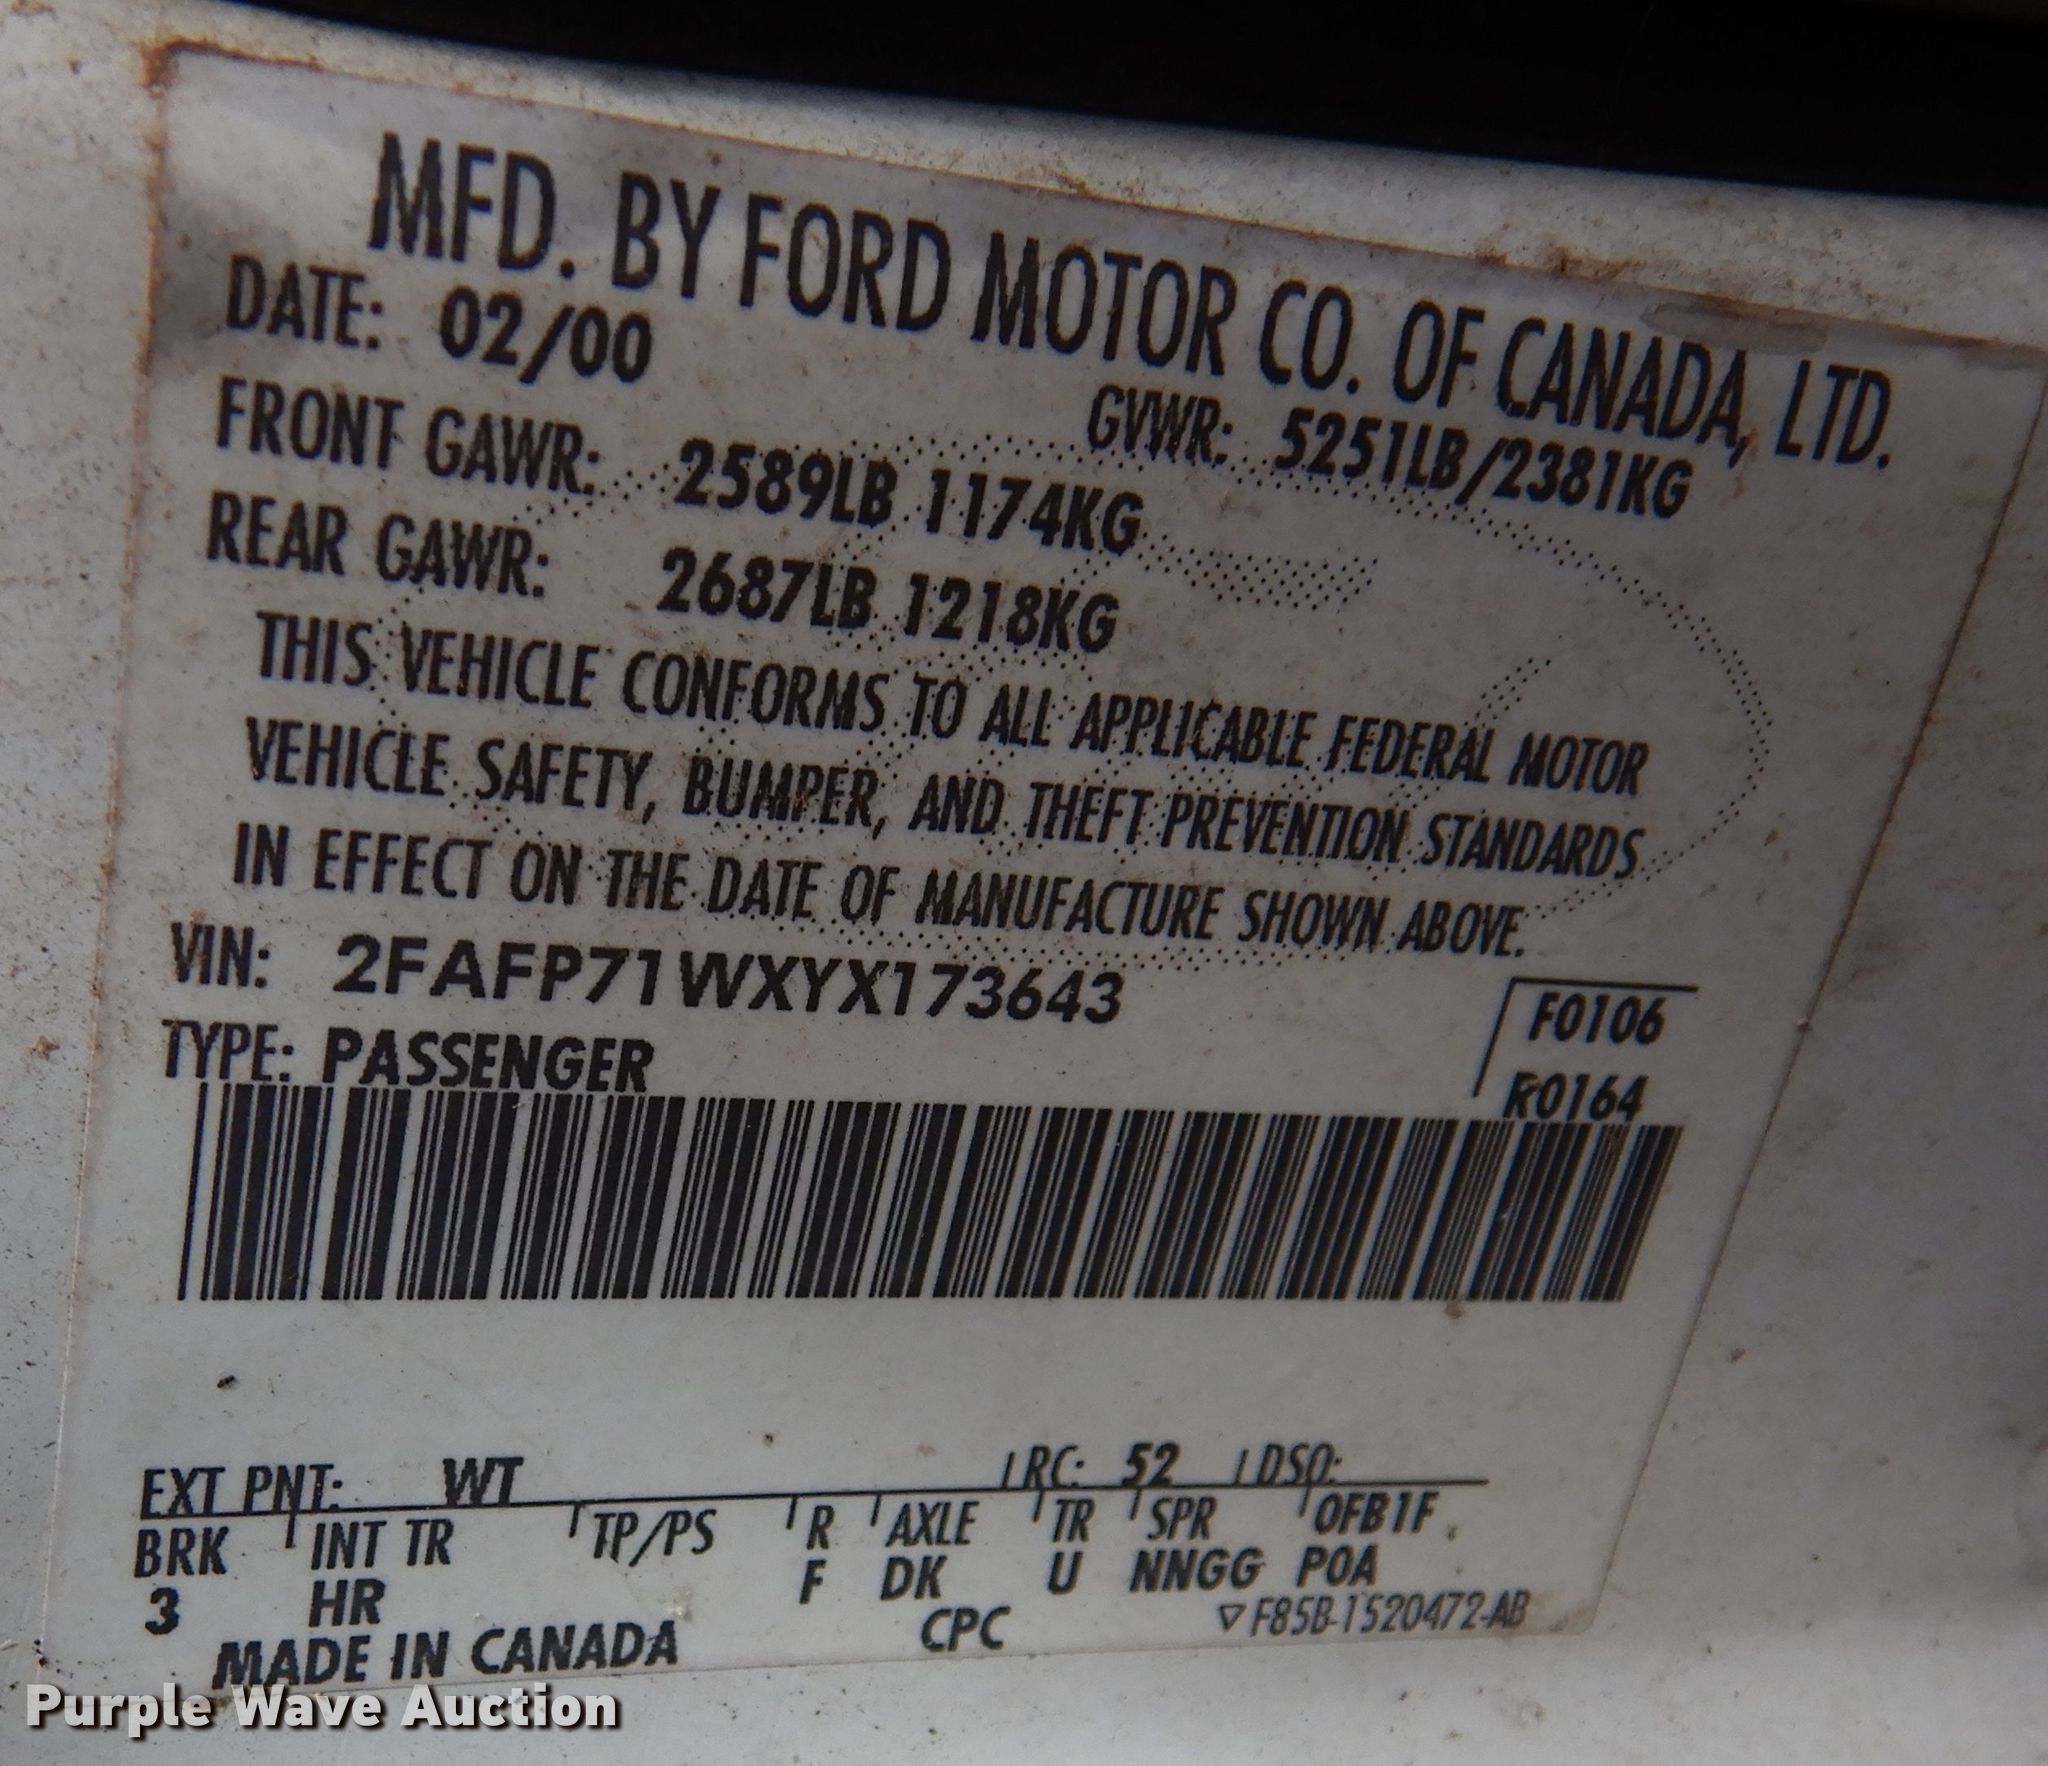 MFD. BY FORD MOTOR CO. OF CANADA, LTD.
DATE: 02/00 GVWR: 5251LB/2381KG
FRONT GAWR: 2589LB 1174KG
REAR GAWR: 2687LB 1218KG
THIS VEHICLE CONFORMS TO ALL APPLICABLE FEDERAL MOTOR
VEHICLE SAFETY, BUMPER, AND THEFT PREVENTION STANDARDS
IN EFFECT ON THE DATE OF MANUFACTURE SHOWN ABOVE.
VIN: 2FAFP71WXYX173643
F0106
TYPE: PASSENGER
R0164
EXT PNT: WT RC: 52 DSO:
BRK INT TR TP/PS R AXLE TR SPR OFB1F
3 HR F DK U NNGG POA
MADE IN CANADA CPC ▽ F85B-1520472-AB
Purple Wave Auction